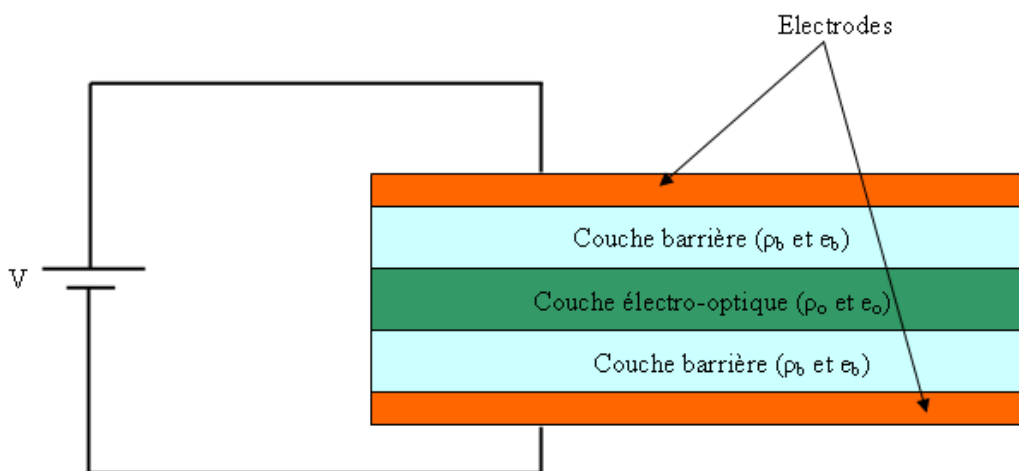 Electrodes
Couche barrière (ρb et eb)
V
Couche électro-optique (ρo et eo)
Couche barrière (ρb et eb)